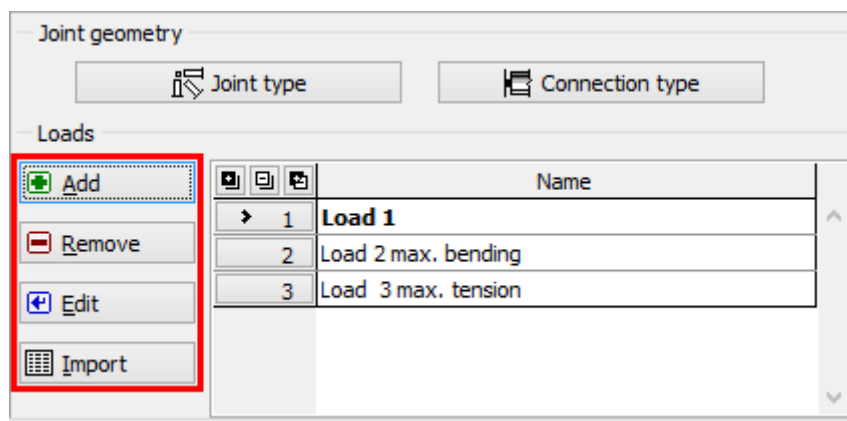 Joint geometry
Joint type
Connection type
Loads
Add
Name
1 Load 1
Remove
2 Load 2 max. bending
3 Load  3 max. tension
Edit
Import